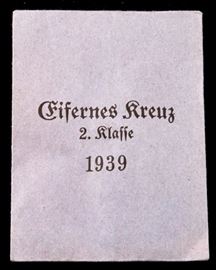 Eisernes Kreuz
2. Klasse
1939